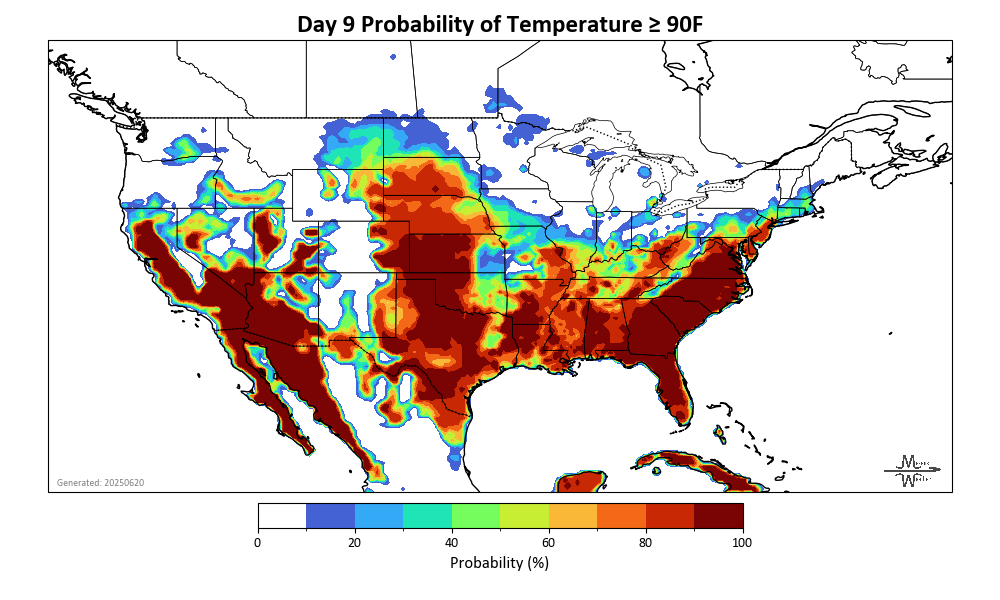 Day 9 Probability of Temperature ≥ 90F
Generated: 20250620
0 20 40 60 80 100
Probability (%)